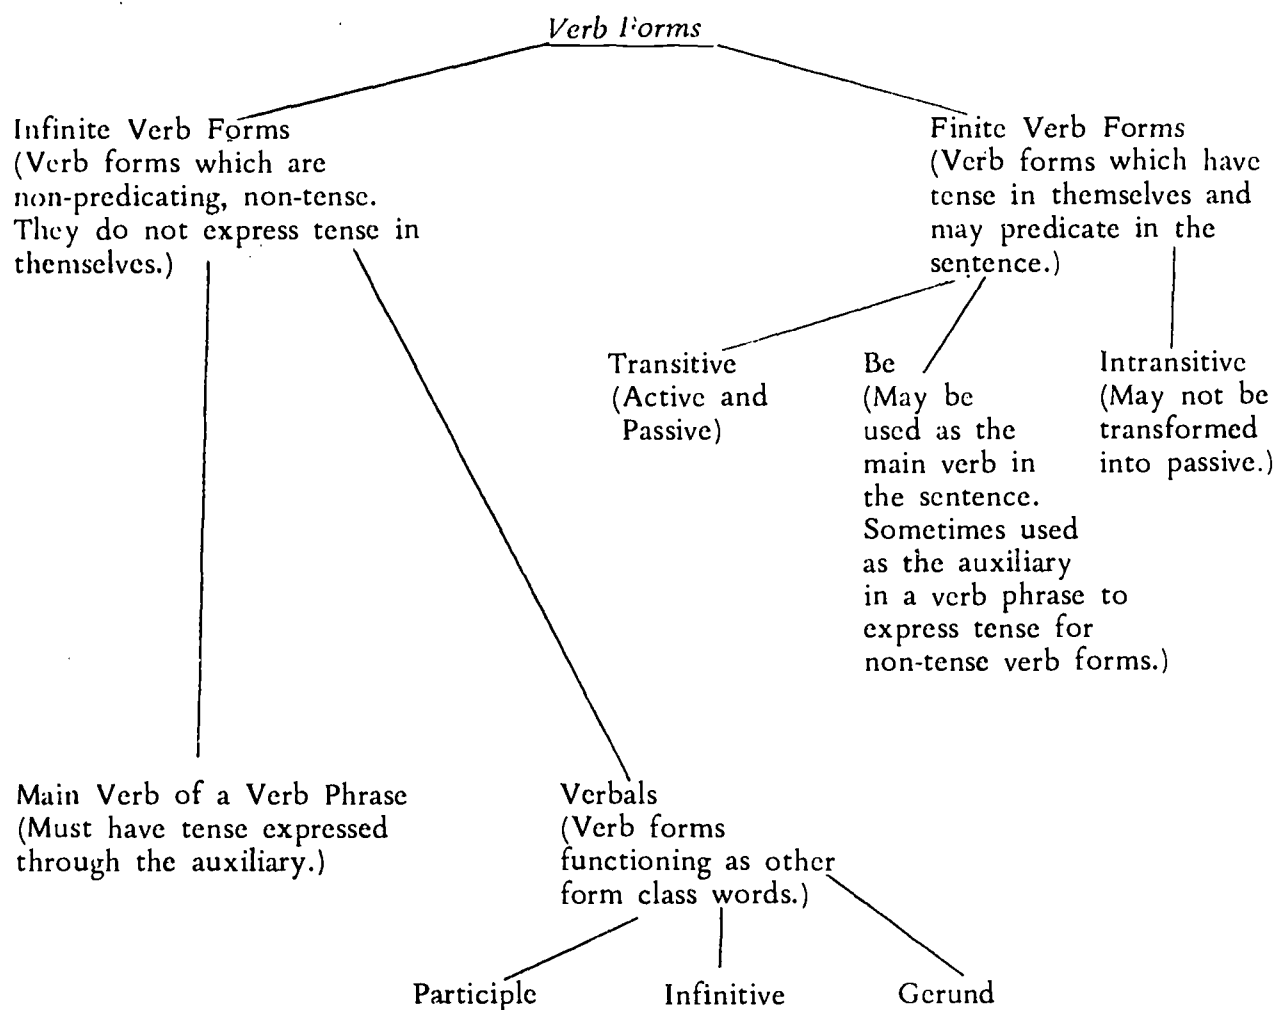 Verb Forms
Infinite Verb Forms
(Verb forms which are
non-predicating, non-tense.
They do not express tense in
themselves.)
Finite Verb Forms
(Verb forms which have
tense in themselves and
may predicate in the
sentence.)
Transitive
(Active and
Passive)
Be
(May be
used as the
main verb in
the sentence.
Sometimes used
as the auxiliary
in a verb phrase to
express tense for
non-tense verb forms.)
Intransitive
(May not be
transformed
into passive.)
Main Verb of a Verb Phrase
(Must have tense expressed
through the auxiliary.)
Verbals
(Verb forms
functioning as other
form class words.)
Participle
Infinitive
Gerund